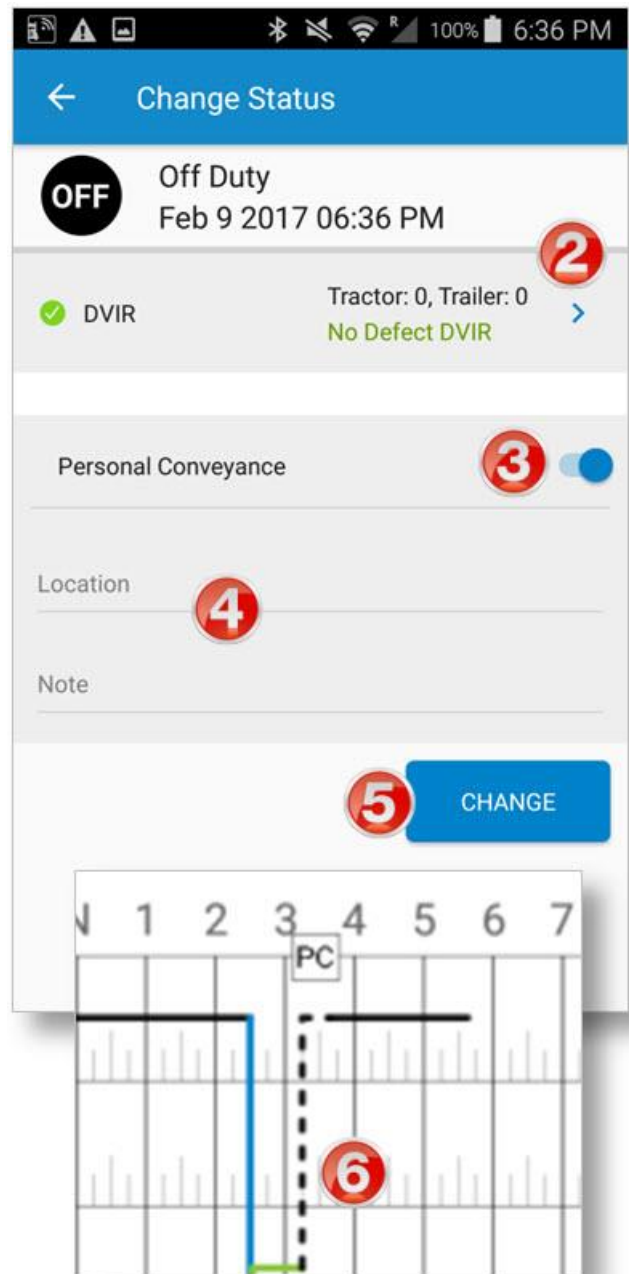 R 100% 6:36 PM
Change Status
OFF
Off Duty
Feb 9 2017 06:36 PM
2
DVIR
Tractor: 0, Trailer: 0
No Defect DVIR
Personal Conveyance
3
Location
4
Note
5
CHANGE
N 1 2 3 4 5 6 7
PC
6